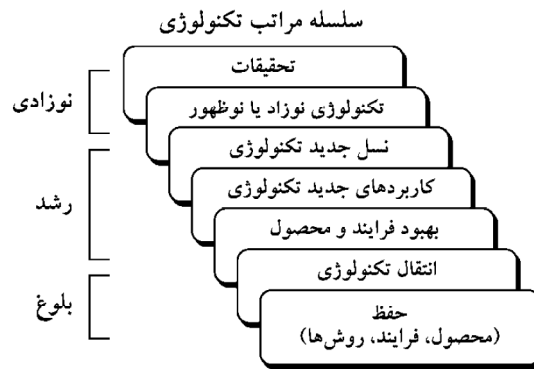 سلسله مراتب تکنولوژی
تحقیقات
نوزادی
تکنولوژی نوزاد یا نوظهور
نسل جدید تکنولوژی
رشد
کاربردهای جدید تکنولوژی
بهبود فرایند و محصول
انتقال تکنولوژی
بلوغ
حفظ
(محصول، فرایند، روش‌ها)